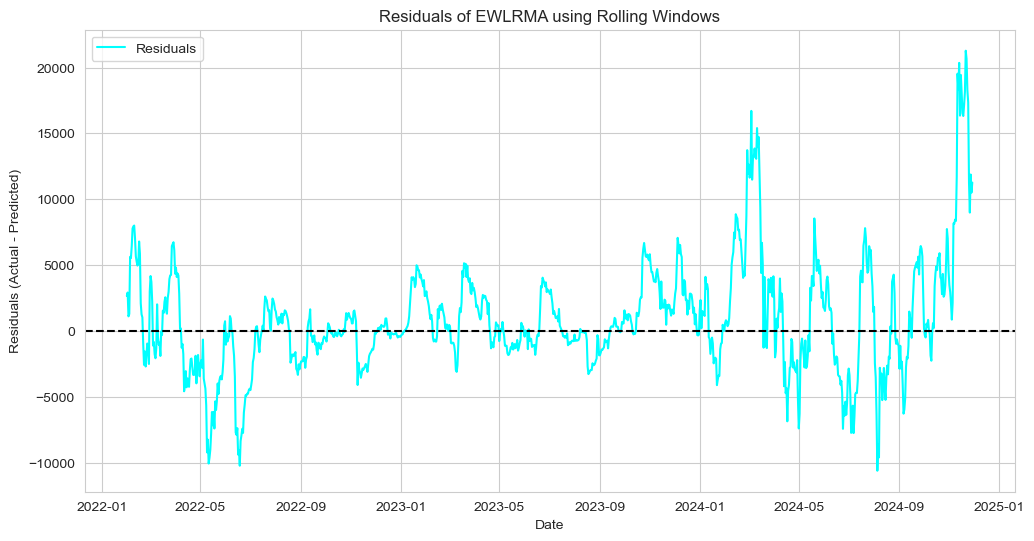 Residuals of EWLRMA using Rolling Windows
Residuals
Residuals (Actual - Predicted)
20000
15000
10000
5000
0
−5000
−10000
2022-01 2022-05 2022-09 2023-01 2023-05 2023-09 2024-01 2024-05 2024-09 2025-01
Date